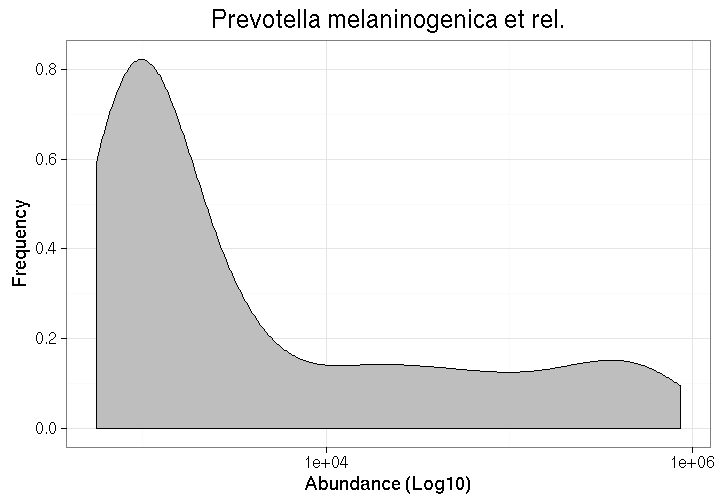 Prevotella melaninogenica et rel.
Frequency
0.8
0.6
0.4
0.2
0.0
1e+04
1e+06
Abundance (Log10)